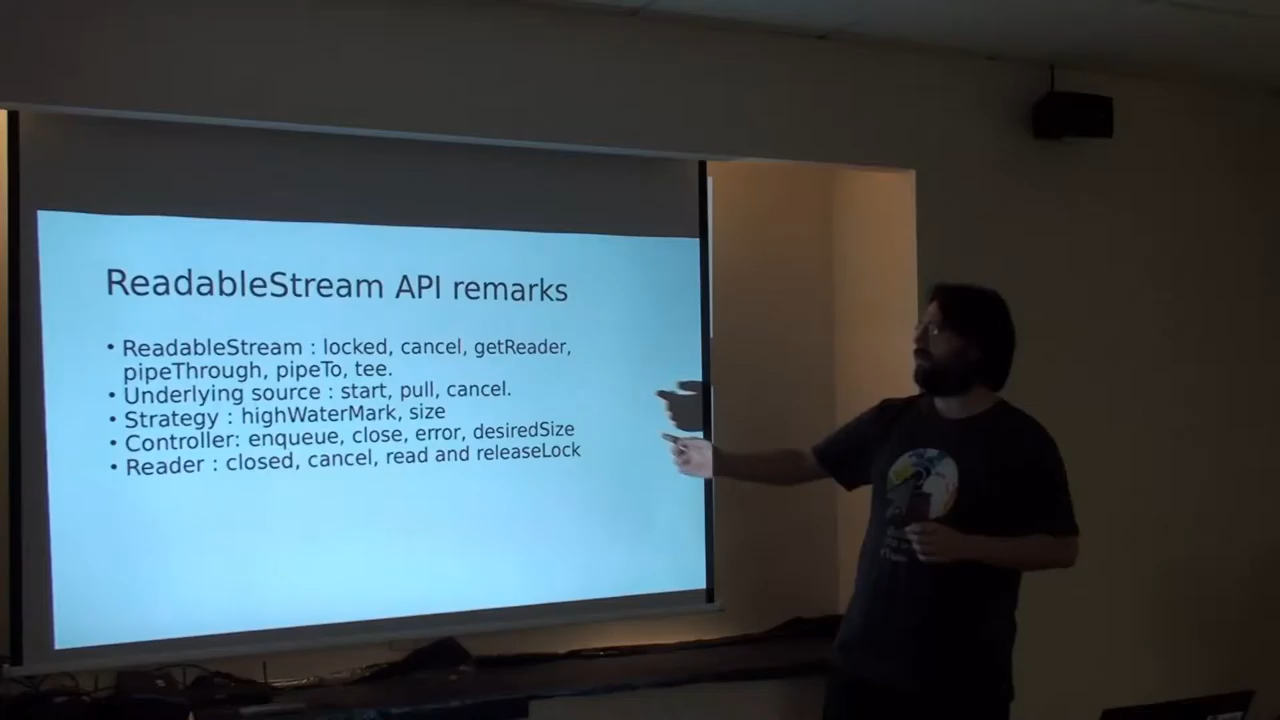 ReadableStream API remarks
• ReadableStream : locked, cancel, getReader,
pipeThrough, pipeTo, tee.
• Underlying source : start, pull, cancel.
• Strategy : highWaterMark, size
• Controller: enqueue, close, error, desiredSize
• Reader : closed, cancel, read and releaseLock